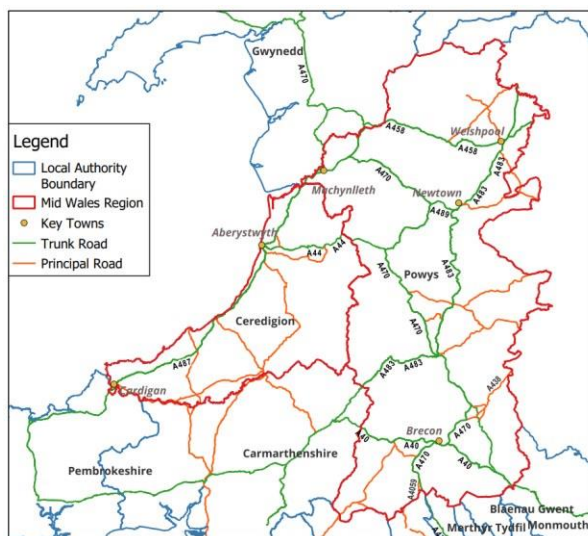 Gwynedd
A470
Legend
Local Authority
Boundary
Mid Wales Region
Key Towns
Trunk Road
Principal Road
A458
Welshpool
A458
A483
Machynlleth
A470
Newtown
A483
A489
Aberystwyth
A44
A44
A470
A483
Powys
A470
Ceredigion
A487
Cardigan
A483
A483
A438
Brecon
A40
A40
A470
A470
A40
A4059
Carmarthenshire
Pembrokeshire
Blaenau Gwent
Merthyr Tydfil
Monmouth